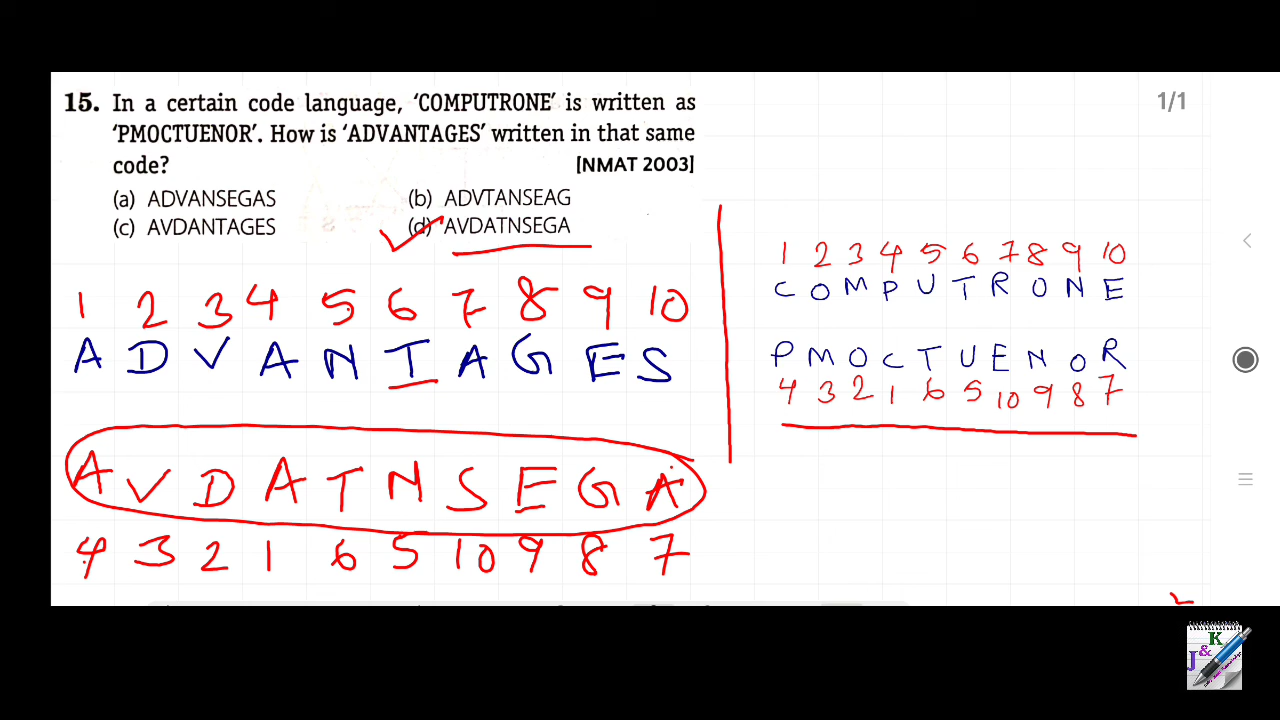 1/1
15. In a certain code language, ‘COMPUTRONE’ is written as
‘PMOCTUENOR’. How is ‘ADVANTAGES’ written in that same
code? [NMAT 2003]
(a) ADVANSEGAS (b) ADVTANSEAG
(c) AVDANTAGES (d) AVDATNSEGA
1 2 3 4 5 6 7 8 9 10
A D V A N T A G E S
A V D A T N S E G A
4 3 2 1 6 5 10 9 8 7
1 2 3 4 5 6 7 8 9 10
C O M P U T R O N E
P M O C T U E N O R
4 3 2 1 6 5 10 9 8 7
J & K